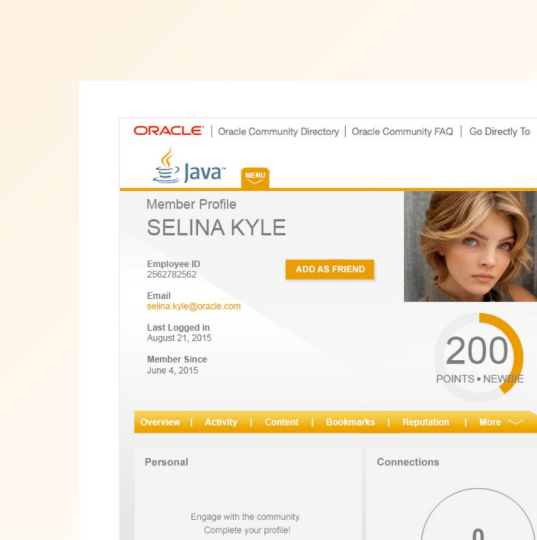 ORACLE | Oracle Community Directory | Oracle Community FAQ | Go Directly To
Java
MENU
Member Profile
SELINA KYLE
Employee ID
2562782562
ADD AS FRIEND
Email
selina.kyle@oracle.com
Last Logged in
August 21, 2015
Member Since
June 4, 2015
200
POINTS • NEWBIE
Overview | Activity | Content | Bookmarks | Reputation | More
Personal
Connections
Engage with the community.
Complete your profile!
0